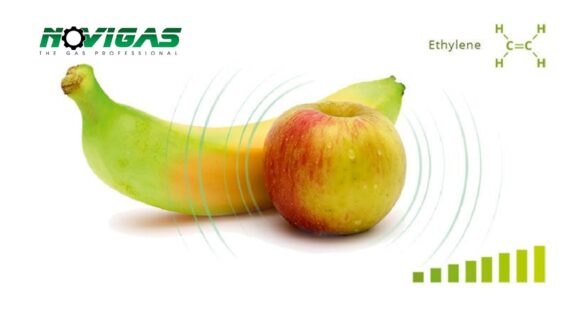 NOVIGAS
THE GAS PROFESSIONAL
Ethylene
H H
C=C
H H